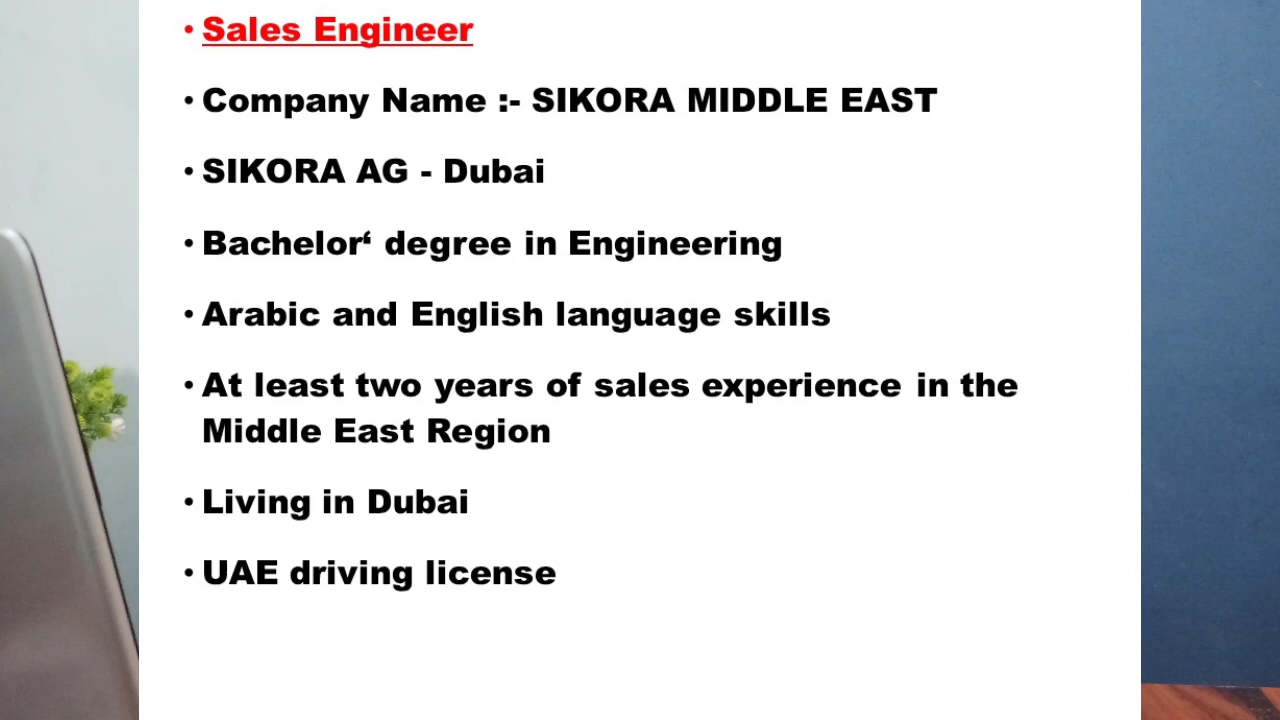 • Sales Engineer
• Company Name :- SIKORA MIDDLE EAST
• SIKORA AG - Dubai
• Bachelor‘ degree in Engineering
• Arabic and English language skills
• At least two years of sales experience in the
Middle East Region
• Living in Dubai
• UAE driving license